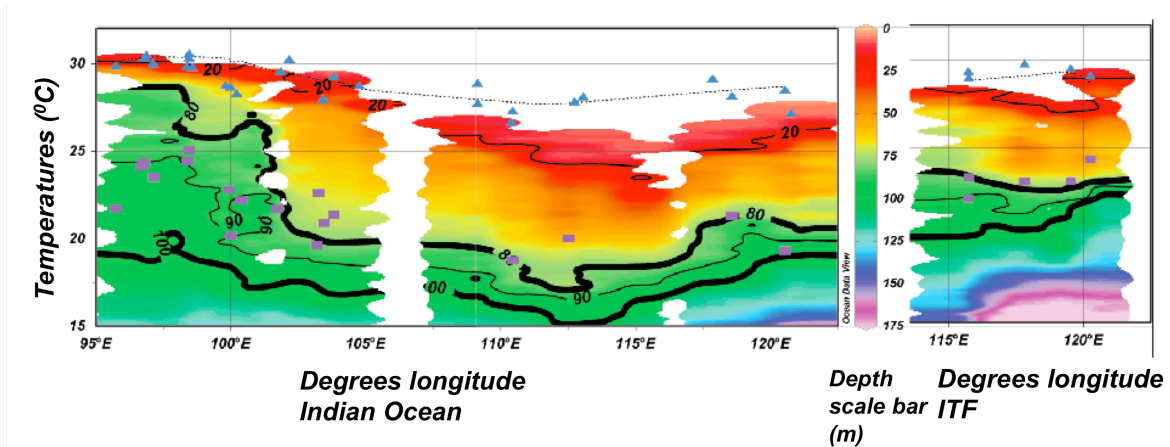 Temperatures (⁰C)
30
25
20
15
20
20
20
80
80
8
90
90
90
100
100
95°E
100°E
105°E
110°E
115°E
120°E
Ocean Data View
0
25
50
75
100
125
150
175
115°E
120°E
Degrees longitude
Indian Ocean
Depth
scale bar
(m)
Degrees longitude
ITF